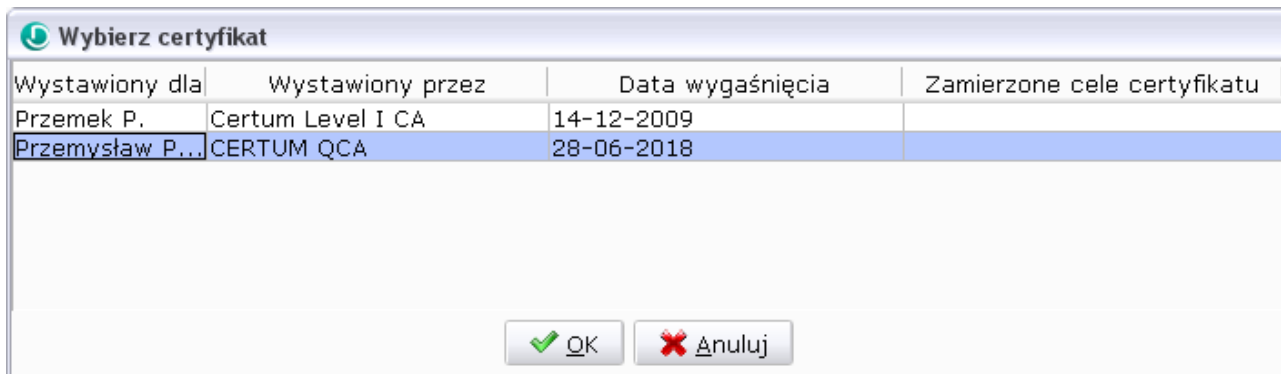 Wybierz certyfikat
Wystawiony dla Wystawiony przez Data wygaśnięcia Zamierzone cele certyfikatu
Przemek P. Certum Level I CA 14-12-2009
Przemysław P... CERTUM QCA 28-06-2018
OK Anuluj